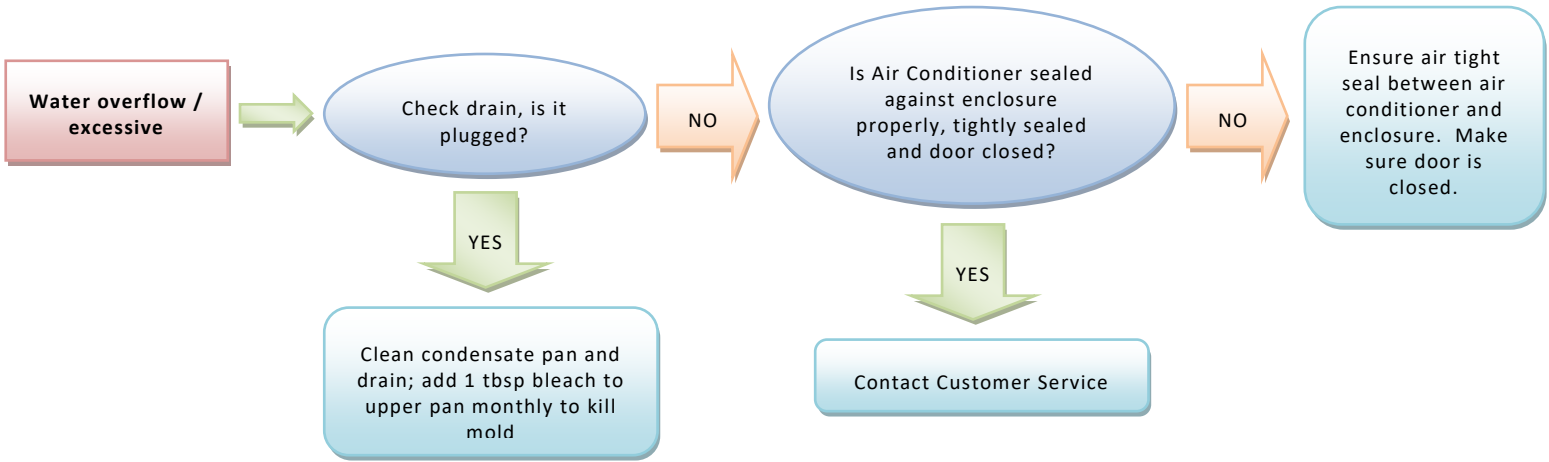 Water overflow /
excessive
Check drain, is it
plugged?
NO
Is Air Conditioner sealed
against enclosure
properly, tightly sealed
and door closed?
NO
Ensure air tight
seal between air
conditioner and
enclosure.  Make
sure door is
closed.
YES
Clean condensate pan and
drain; add 1 tbsp bleach to
upper pan monthly to kill
mold
YES
Contact Customer Service